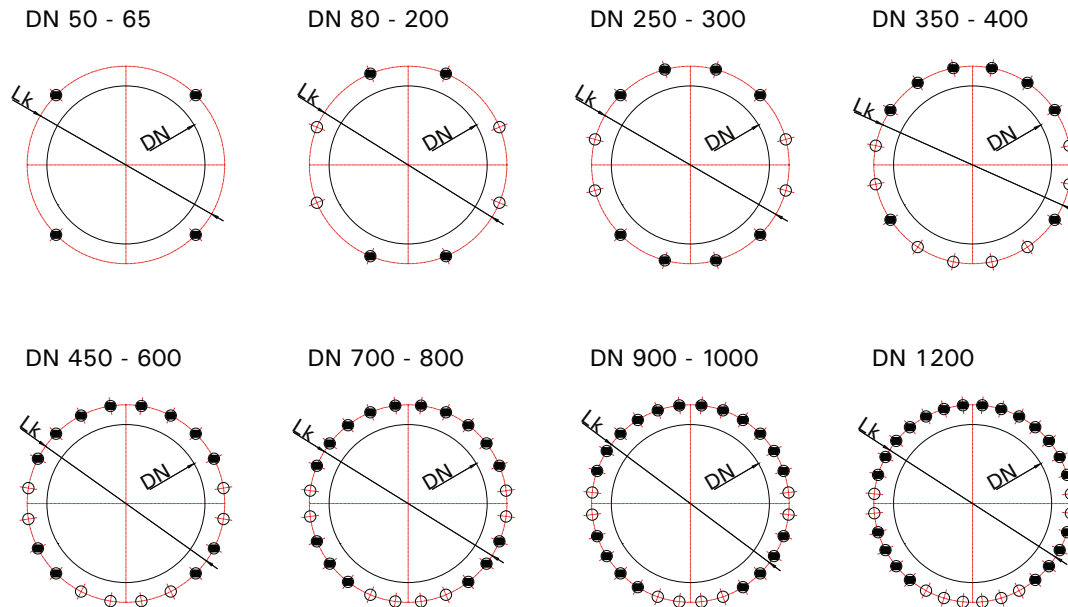 DN 50 - 65
DN 80 - 200
DN 250 - 300
DN 350 - 400
Lk
DN
Lk
DN
Lk
DN
Lk
DN
DN 450 - 600
DN 700 - 800
DN 900 - 1000
DN 1200
Lk
DN
Lk
DN
Lk
DN
Lk
DN